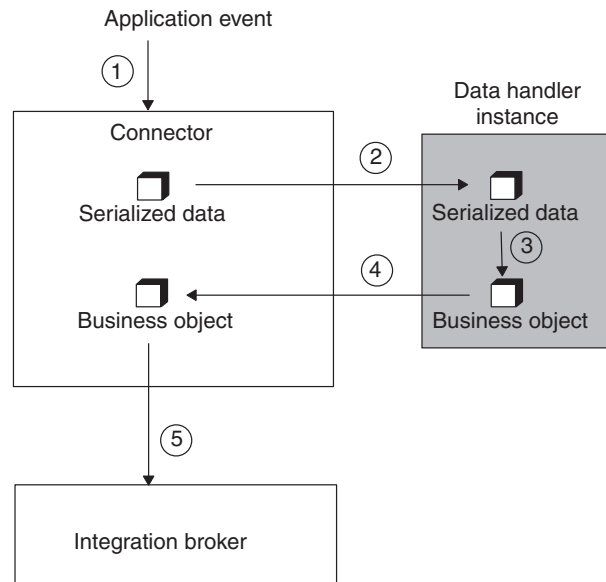 Application event
1
Data handler
instance
Connector
2
Serialized data
Serialized data
3
4
Business object
Business object
5
Integration broker